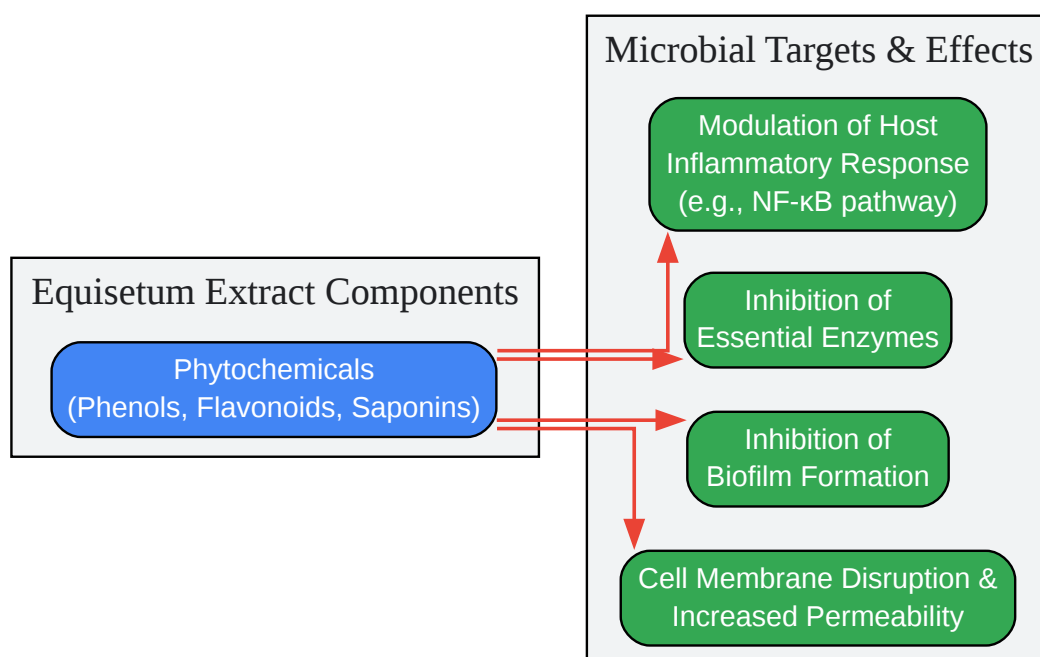 Microbial Targets & Effects
Modulation of Host
Inflammatory Response
(e.g., NF-κB pathway)
Equisetum Extract Components
Phytochemicals
(Phenols, Flavonoids, Saponins)
Inhibition of
Essential Enzymes
Inhibition of
Biofilm Formation
Cell Membrane Disruption &
Increased Permeability